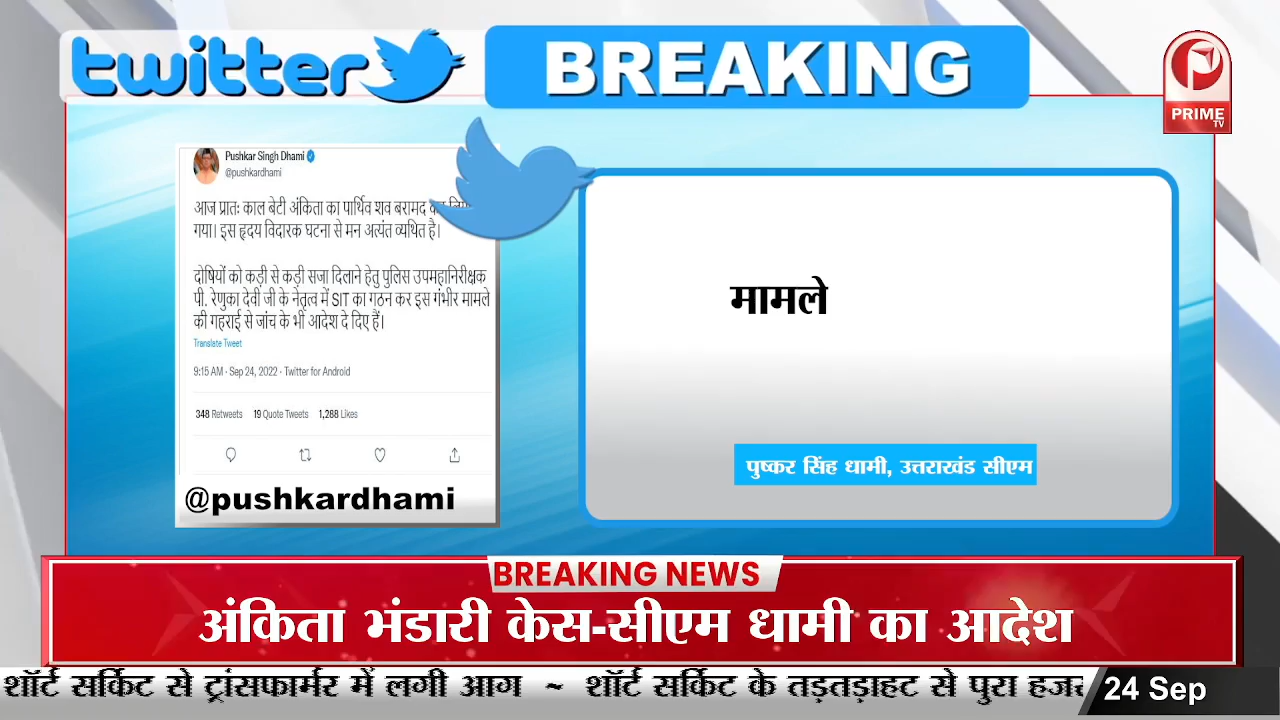 twitter BREAKING
PRIME
TV
Pushkar Singh Dhami
@pushkardhami
आज प्रातः काल बेटी अंकिता का पार्थिव शव बरामद
गया। इस हृदय विदारक घटना से मन अत्यंत व्यथित है।
दोषियों को कड़ी से कड़ी सजा दिलाने हेतु पुलिस उपमहानिरीक्षक
पी. रेणुका देवी जी के नेतृत्व में SIT का गठन कर इस गंभीर मामले
की गहराई से जांच के भी आदेश दे दिए हैं।
Translate Tweet
9:15 AM · Sep 24, 2022 · Twitter for Android
348 Retweets 19 Quote Tweets 1,288 Likes
@pushkardhami
मामले
पुष्कर सिंह धामी, उत्तराखंड सीएम
BREAKING NEWS
अंकिता भंडारी केस-सीएम धामी का आदेश
शॉर्ट सर्किट से ट्रांसफार्मर में लगी आग ~ शॉर्ट सर्किट के तड़तड़ाहट से पुरा
24 Sep